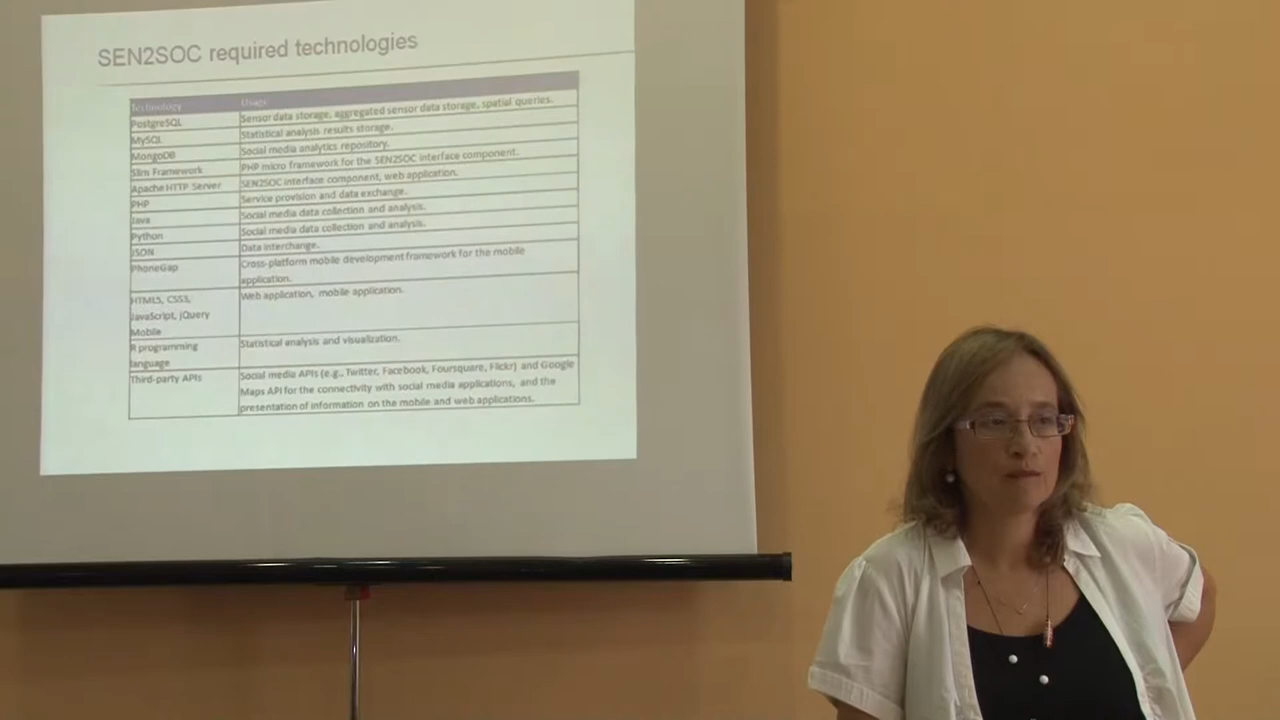 SEN2SOC required technologies
Technology Usage
PostgreSQL Sensor data storage, aggregated sensor data storage, spatial queries.
MySQL Statistical analysis results storage.
MongoDB Social media analytics repository.
Slim Framework PHP micro framework for the SEN2SOC interface component.
Apache HTTP Server SEN2SOC interface component, web application.
PHP Service provision and data exchange.
Java Social media data collection and analysis.
Python Social media data collection and analysis.
JSON Data interchange.
PhoneGap Cross-platform mobile development framework for the mobile
application.
HTML5, CSS3, Web application, mobile application.
JavaScript, jQuery
Mobile
R programming Statistical analysis and visualization.
language
Third-party APIs Social media APIs (e.g., Twitter, Facebook, Foursquare, Flickr) and Google
Maps API for the connectivity with social media applications, and the
presentation of information on the mobile and web applications.